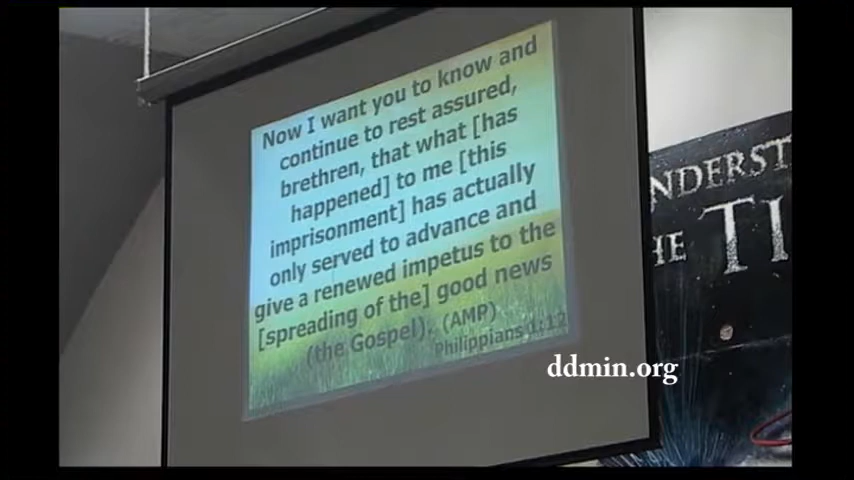 Now I want you to know and
continue to rest assured,
brethren, that what [has
happened] to me [this
imprisonment] has actually
only served to advance and
give a renewed impetus to the
[spreading of the] good news
(the Gospel). (AMP)
Philippians 1:12
ddmin.org
NDERST
HE TI